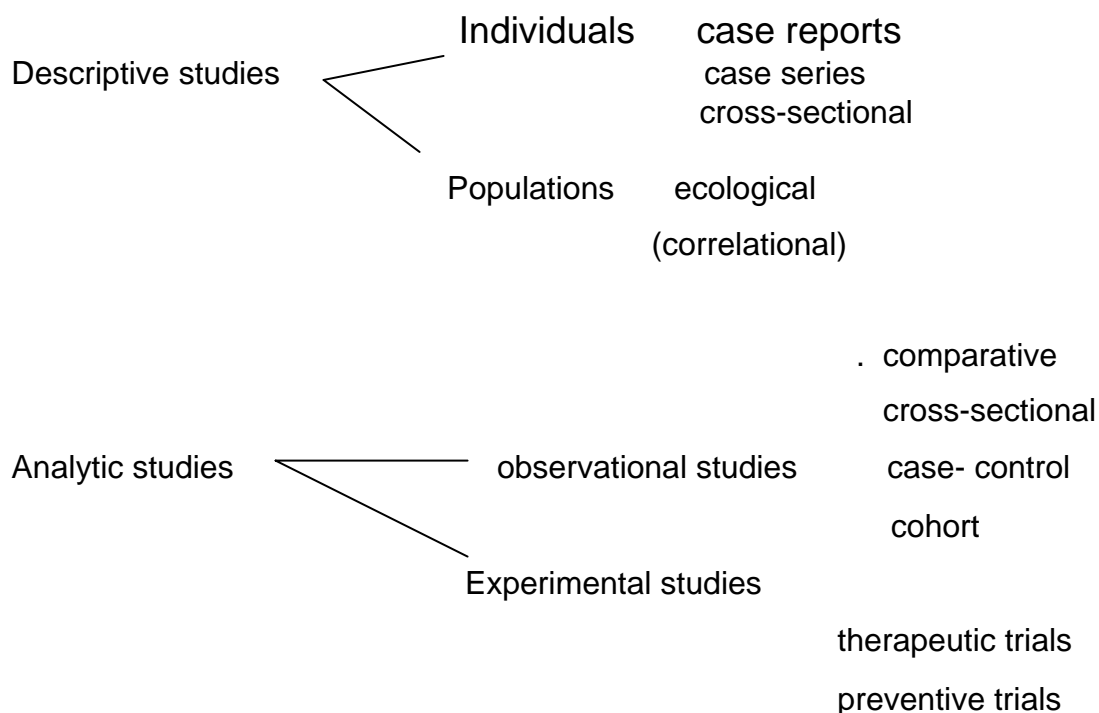 Individuals case reports
Descriptive studies case series
cross-sectional
Populations ecological
(correlational)
. comparative
cross-sectional
Analytic studies observational studies case- control
cohort
Experimental studies
therapeutic trials
preventive trials